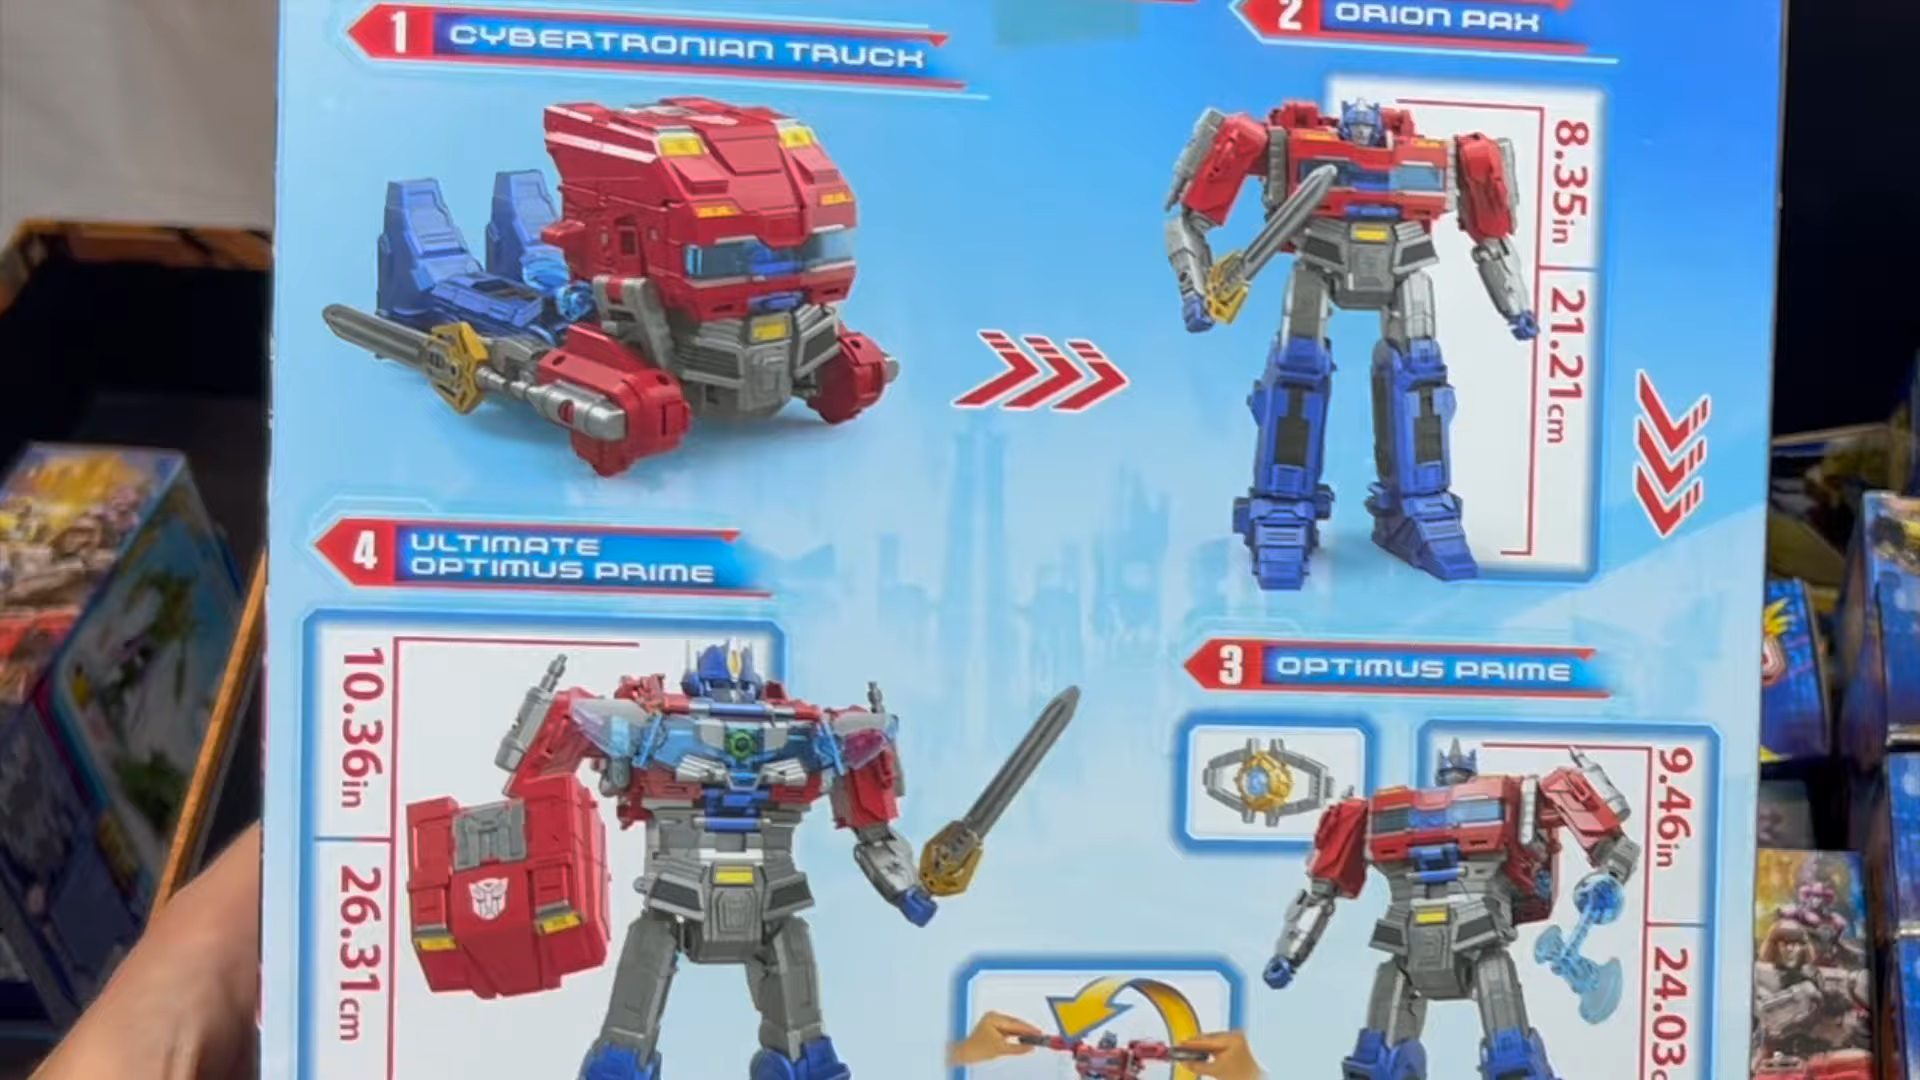 1 CYBERTRONIAN TRUCK
2 ORION PAX
8.35in
21.21cm
4 ULTIMATE
OPTIMUS PRIME
10.36in
26.31cm
3 OPTIMUS PRIME
9.46in
24.03c